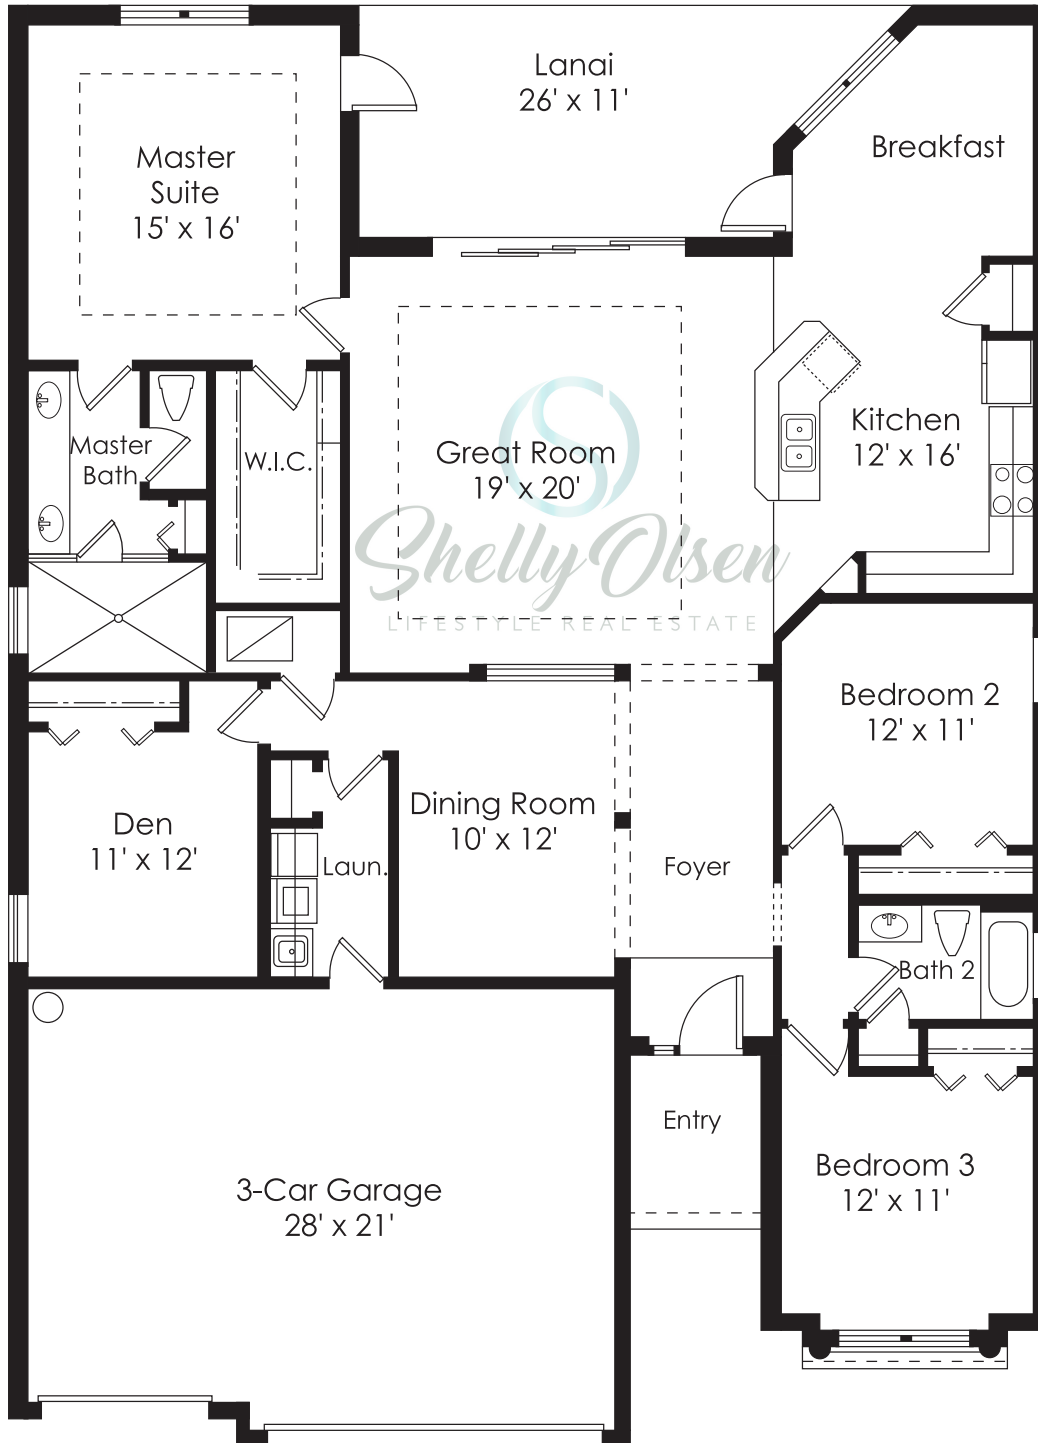 Lanai
26' x 11'
Breakfast
Master
Suite
15' x 16'
Kitchen
12' x 16'
Great Room
19' x 20'
Master
Bath
W.I.C.
Shelly Olsen
LIFESTYLE REAL ESTATE
Bedroom 2
12' x 11'
Dining Room
10' x 12'
Den
11' x 12'
Laun.
Foyer
Bath 2
Entry
Bedroom 3
12' x 11'
3-Car Garage
28' x 21'